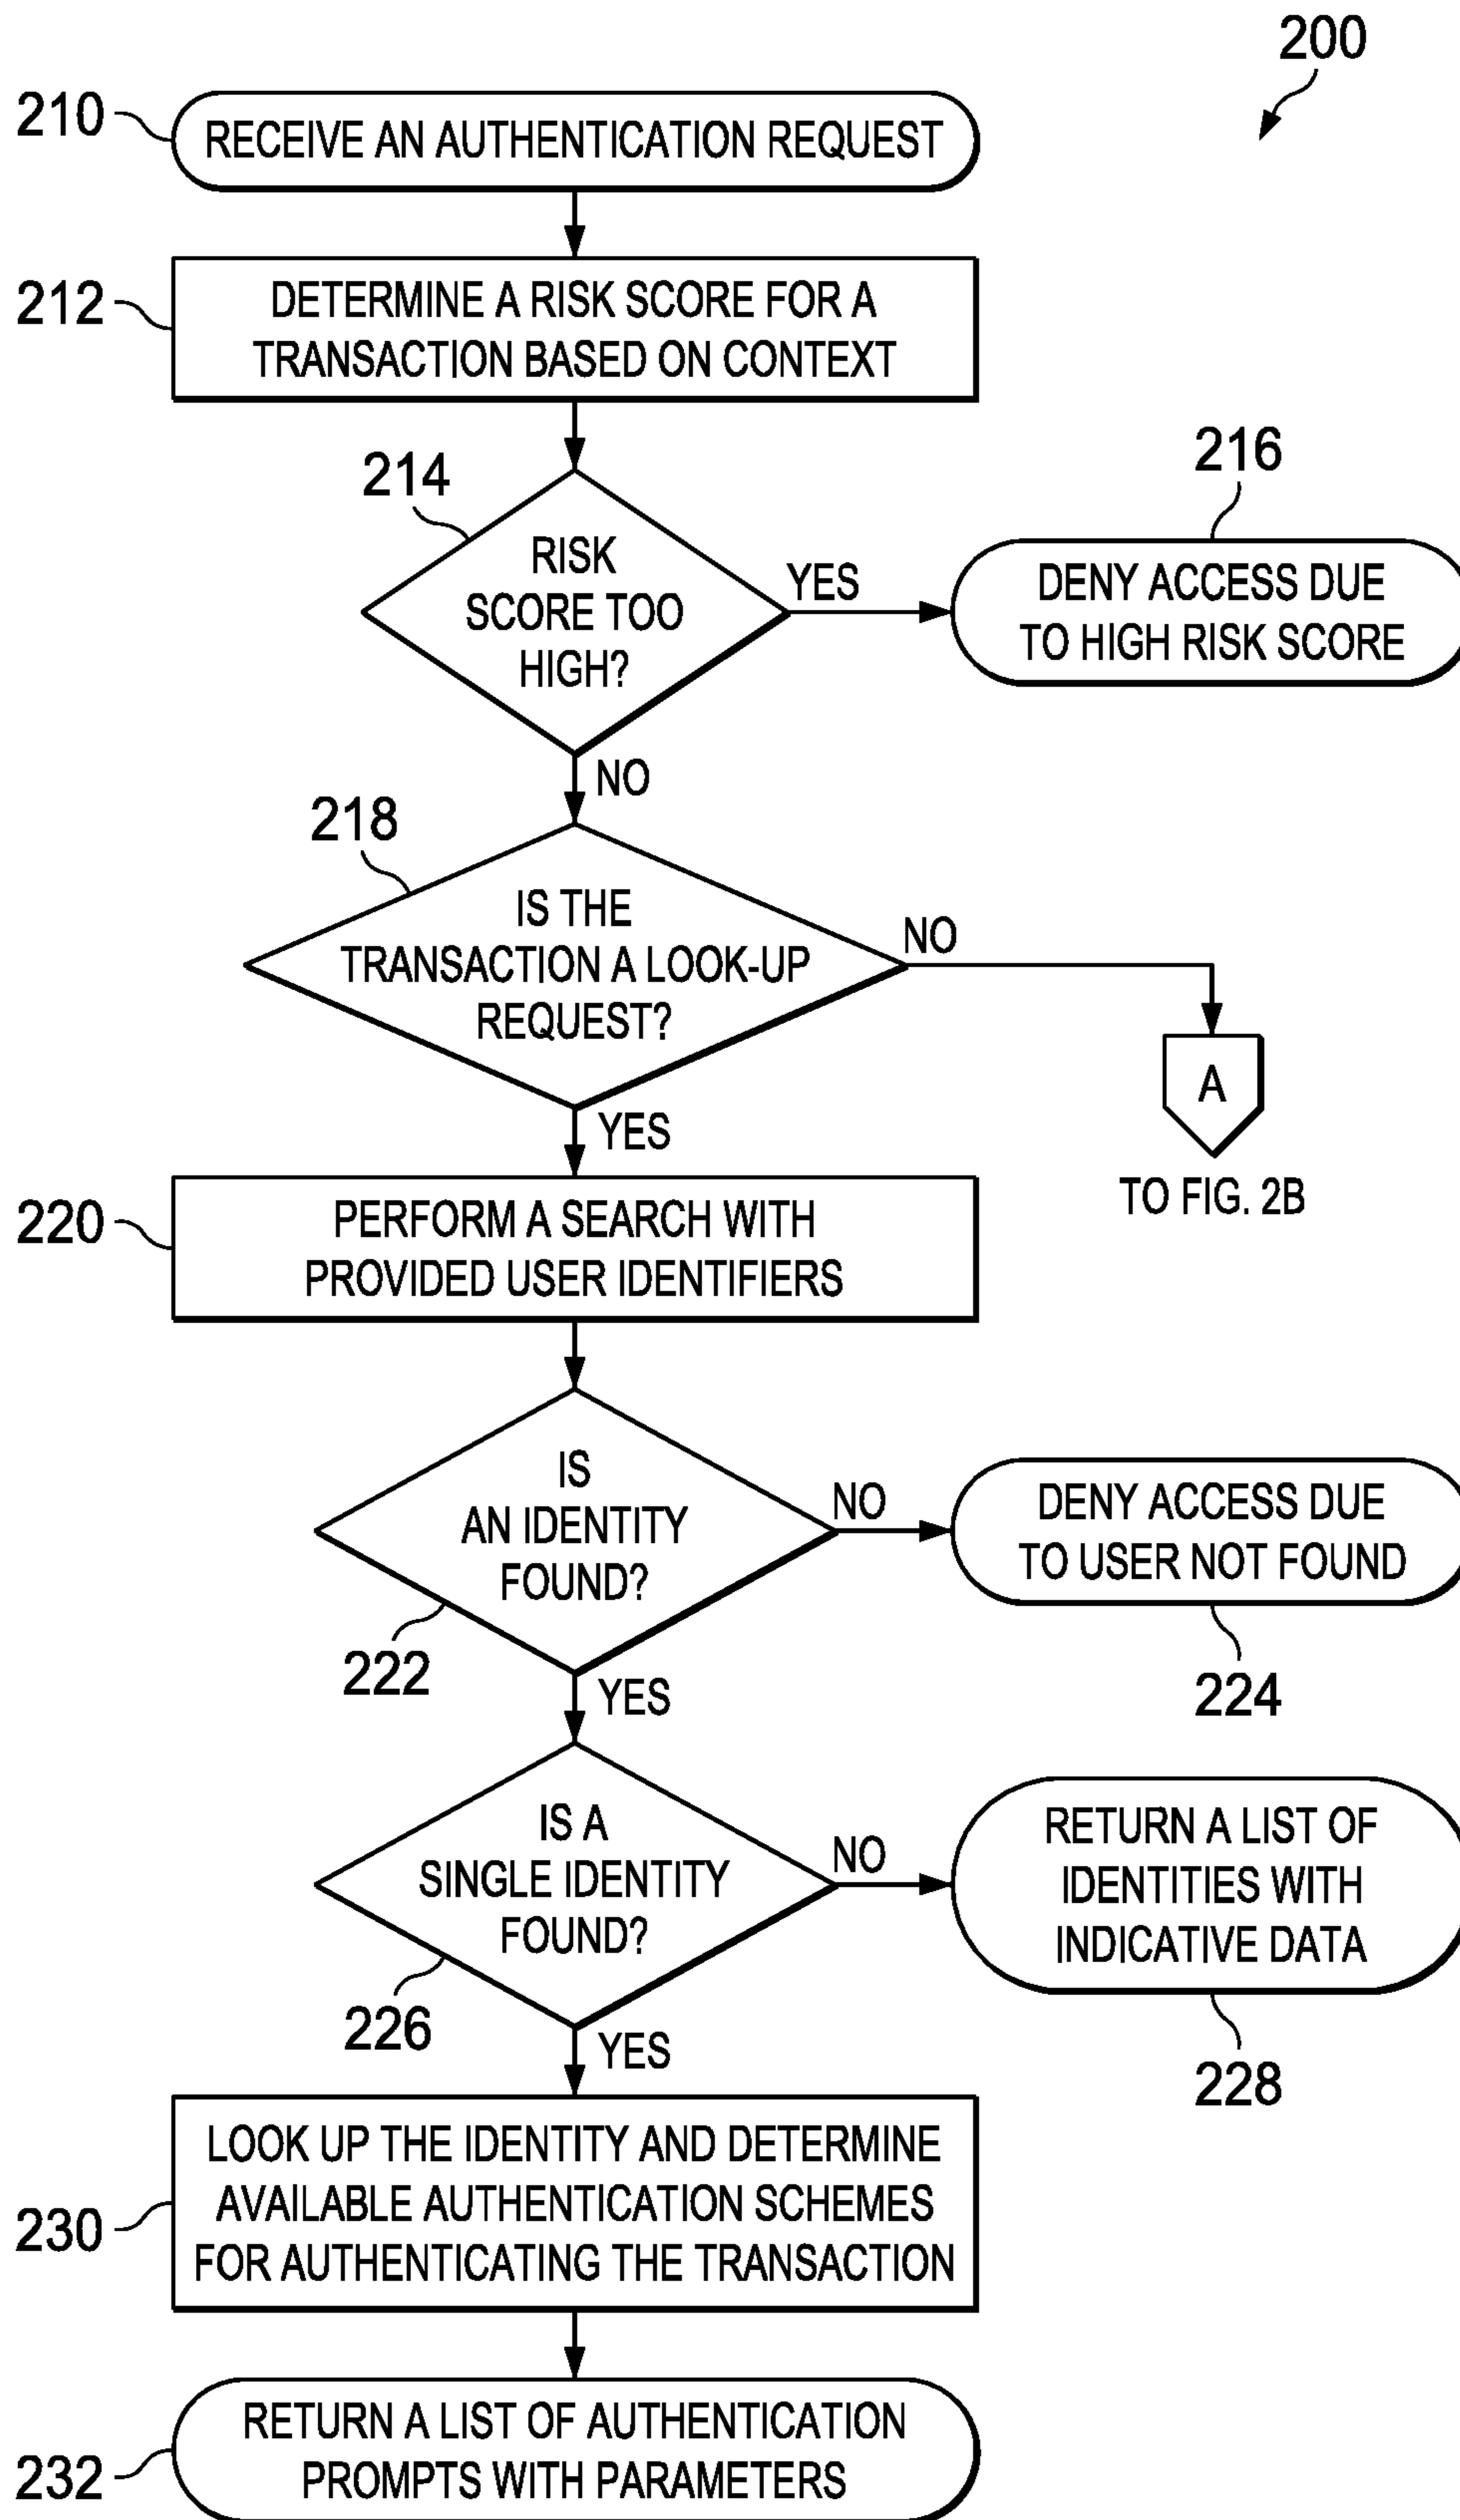 200
210
RECEIVE AN AUTHENTICATION REQUEST
212
DETERMINE A RISK SCORE FOR A
TRANSACTION BASED ON CONTEXT
214
RISK
SCORE TOO
HIGH?
YES
216
DENY ACCESS DUE
TO HIGH RISK SCORE
NO
218
IS THE
TRANSACTION A LOOK-UP
REQUEST?
NO
A
TO FIG. 2B
YES
220
PERFORM A SEARCH WITH
PROVIDED USER IDENTIFIERS
IS
AN IDENTITY
FOUND?
222
NO
DENY ACCESS DUE
TO USER NOT FOUND
224
YES
IS A
SINGLE IDENTITY
FOUND?
226
NO
RETURN A LIST OF
IDENTITIES WITH
INDICATIVE DATA
228
YES
230
LOOK UP THE IDENTITY AND DETERMINE
AVAILABLE AUTHENTICATION SCHEMES
FOR AUTHENTICATING THE TRANSACTION
232
RETURN A LIST OF AUTHENTICATION
PROMPTS WITH PARAMETERS